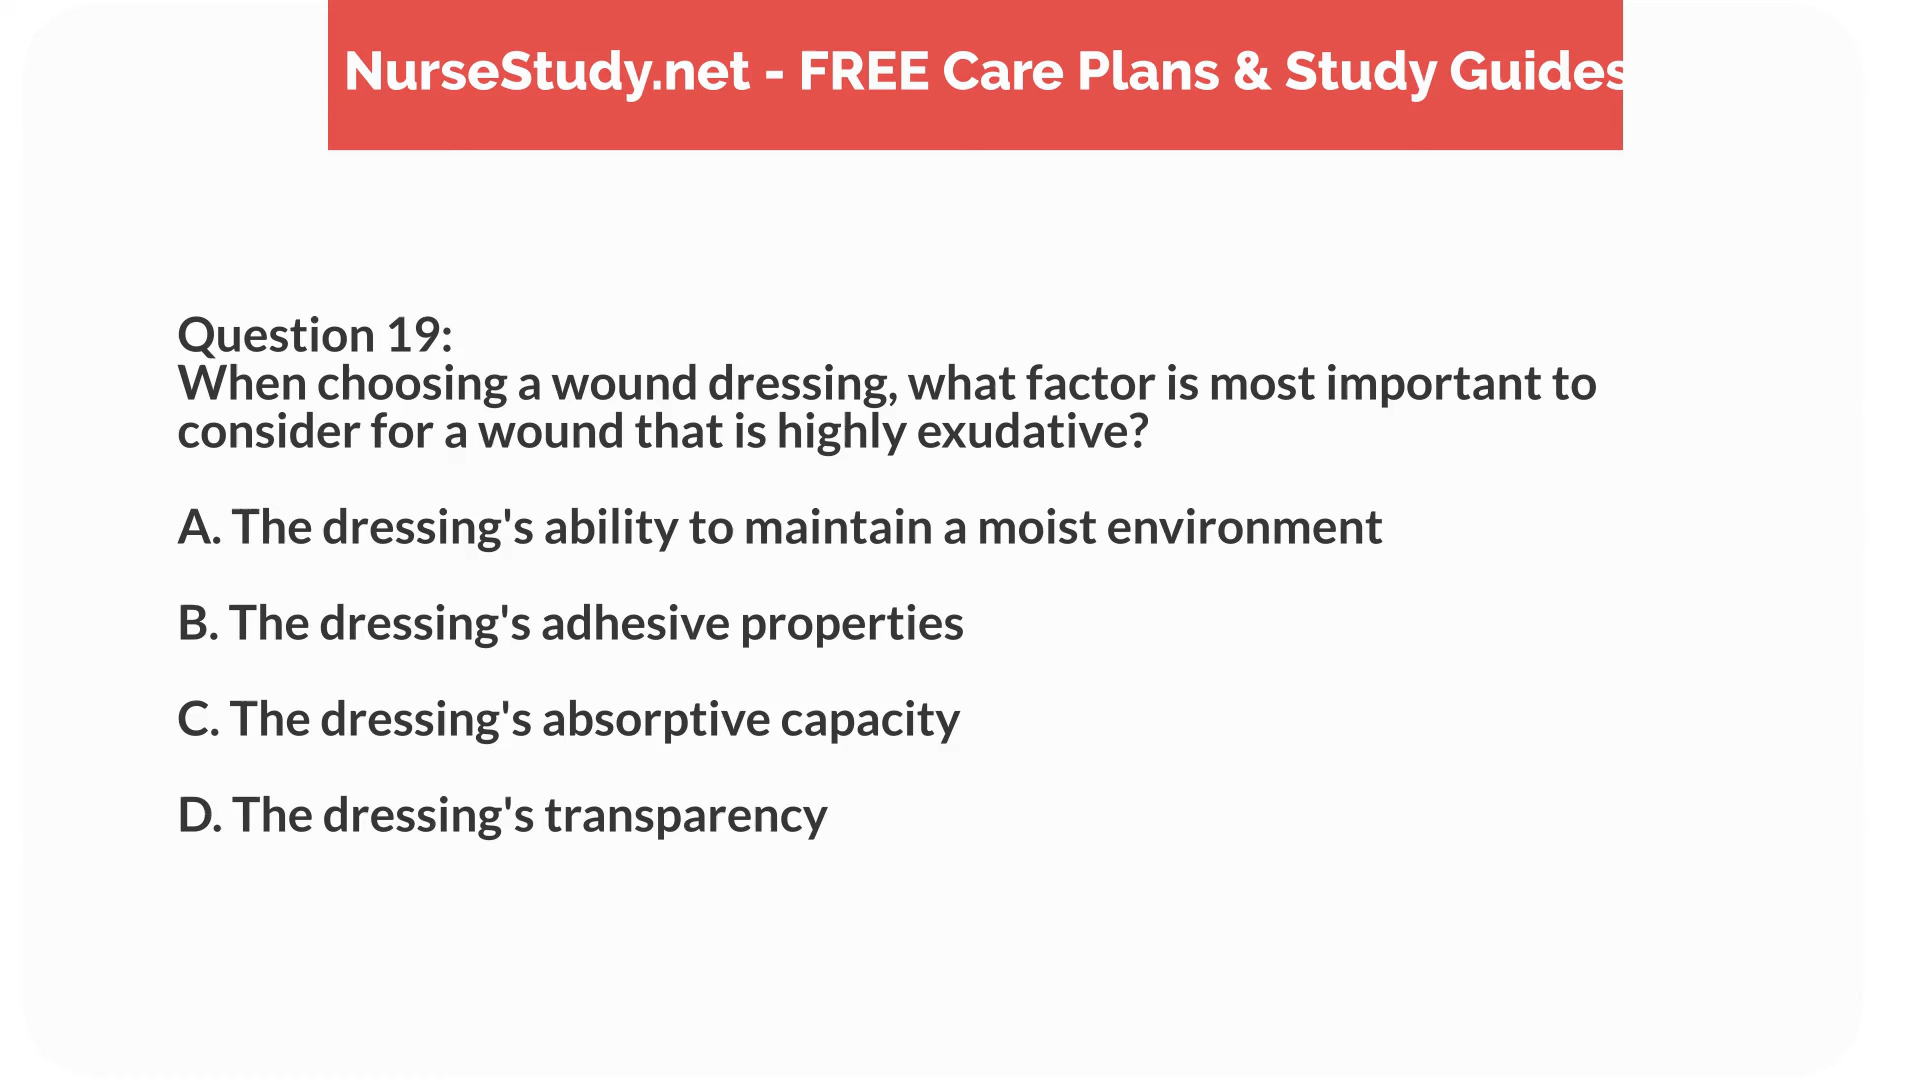 NurseStudy.net - FREE Care Plans & Study Guides
Question 19:
When choosing a wound dressing, what factor is most important to
consider for a wound that is highly exudative?
A. The dressing's ability to maintain a moist environment
B. The dressing's adhesive properties
C. The dressing's absorptive capacity
D. The dressing's transparency